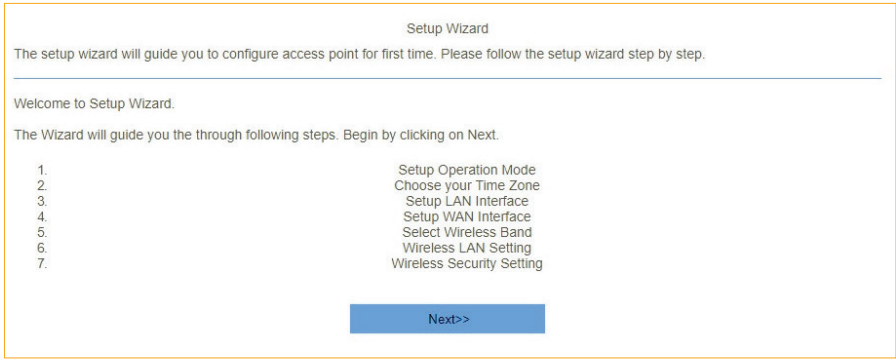 Setup Wizard
The setup wizard will guide you to configure access point for first time. Please follow the setup wizard step by step.
Welcome to Setup Wizard.
The Wizard will guide you the through following steps. Begin by clicking on Next.
1. Setup Operation Mode
2. Choose your Time Zone
3. Setup LAN Interface
4. Setup WAN Interface
5. Select Wireless Band
6. Wireless LAN Setting
7. Wireless Security Setting
Next>>